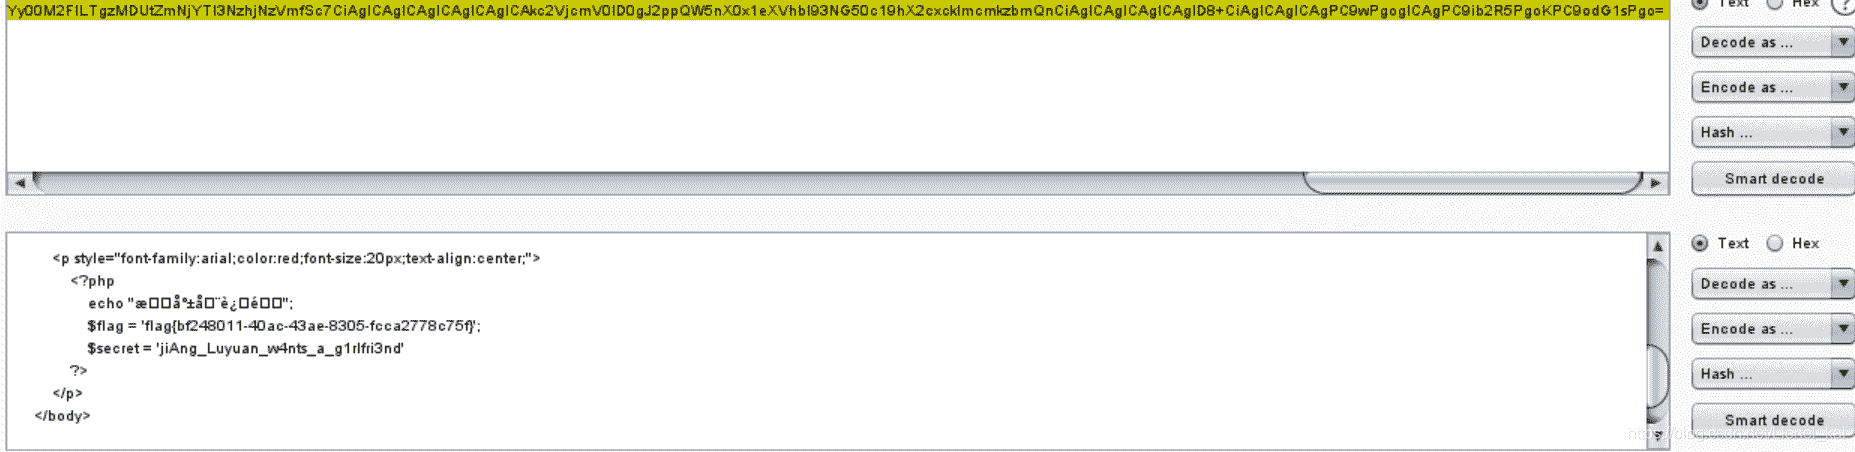 Yy00M2FlLTgzMDUtZmNjYTI3NzhjNzVmfSc7CiAgICAgICAgICAgICAgICAkc2VjcmV0ID0gJ2ppQW5nX0x1eXVhbl93NG50c19hX2cxcklmcmkzbmQnCiAgICAgICAgICAgID8+CiAgICAgICAgPC9wPgogICAgPC9ib2R5PgoKPC9odG1sPgo=
Text Hex ?
Decode as ...
Encode as ...
Hash ...
Smart decode
<p style="font-family:arial;color:red;font-size:20px;text-align:center;">
<?php
$flag = 'flag{bf248011-40ac-43ae-8305-fcca2778c75f}';
$secret = 'jiAng_Luyuan_w4nts_a_g1rIfri3nd'
?>
</p>
</body>
Text Hex
Decode as ...
Encode as ...
Hash ...
Smart decode